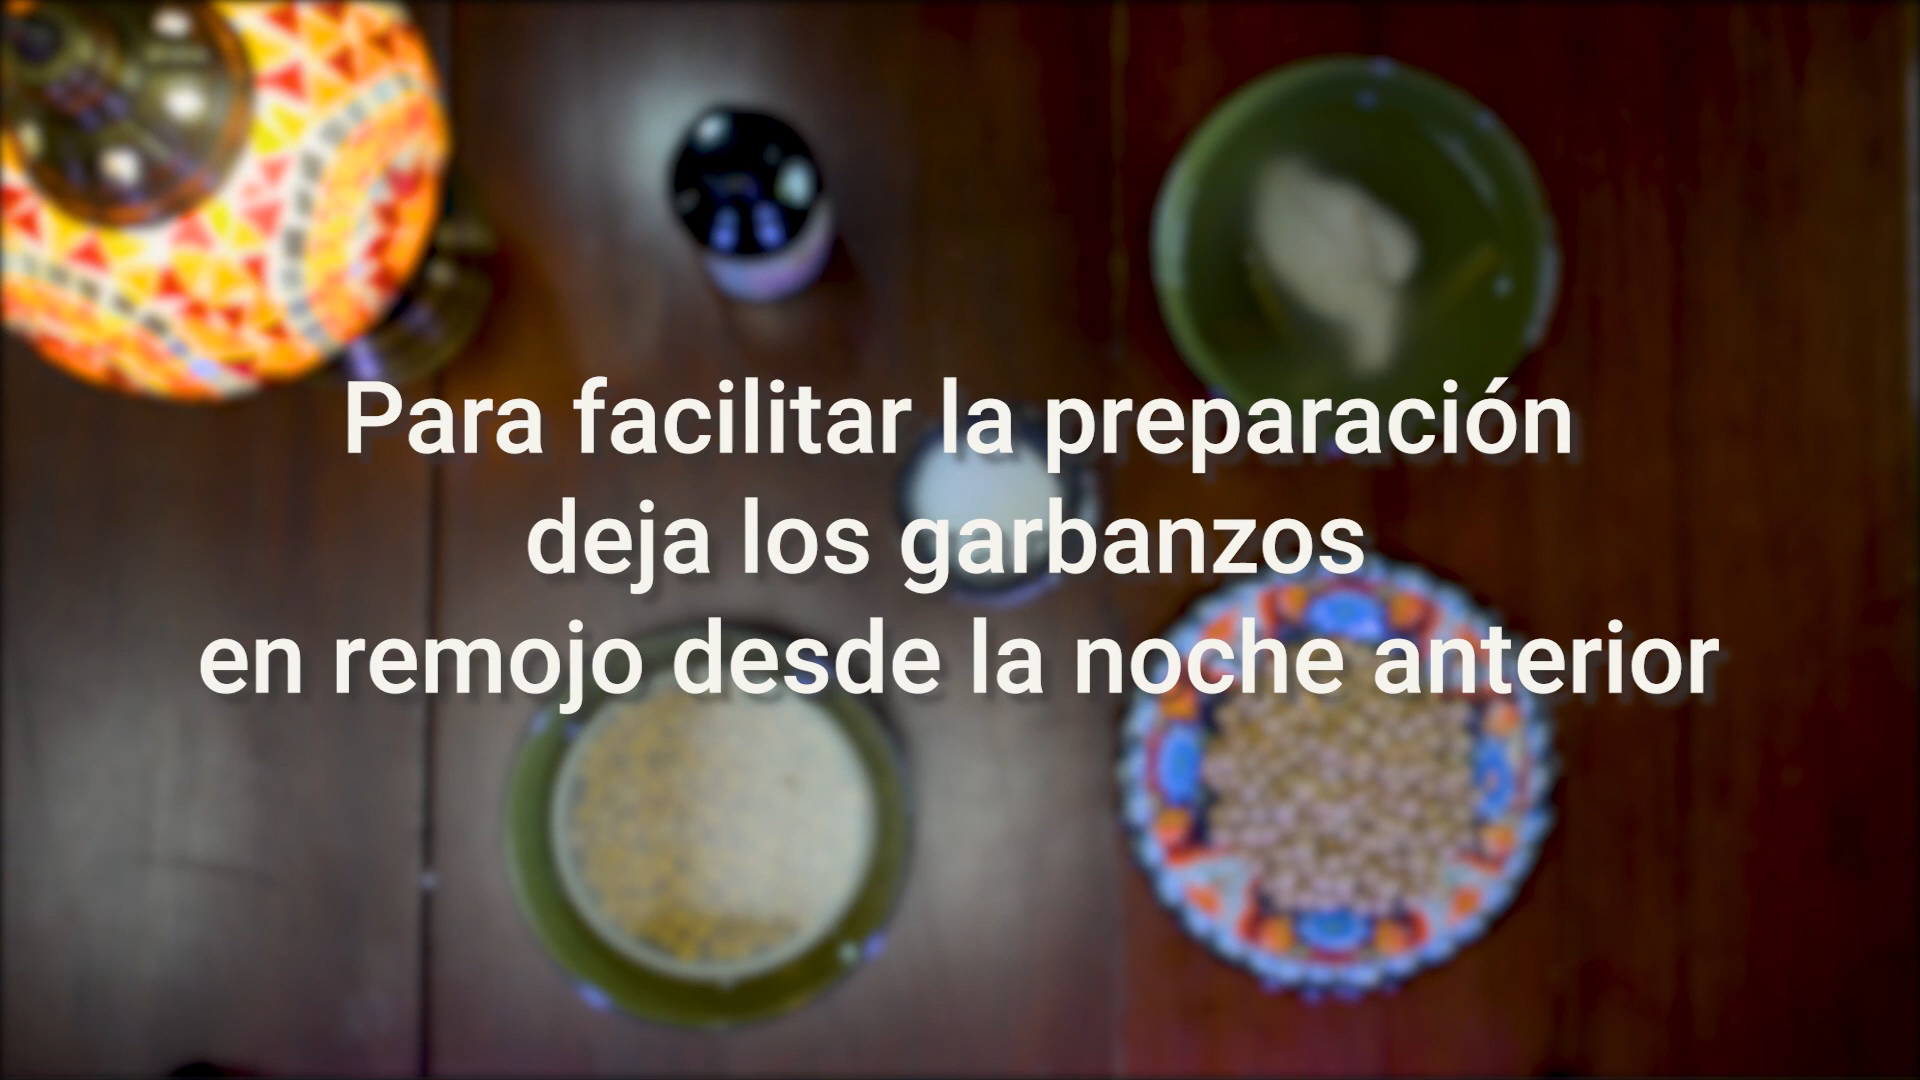 Para facilitar la preparación
deja los garbanzos
en remojo desde la noche anterior